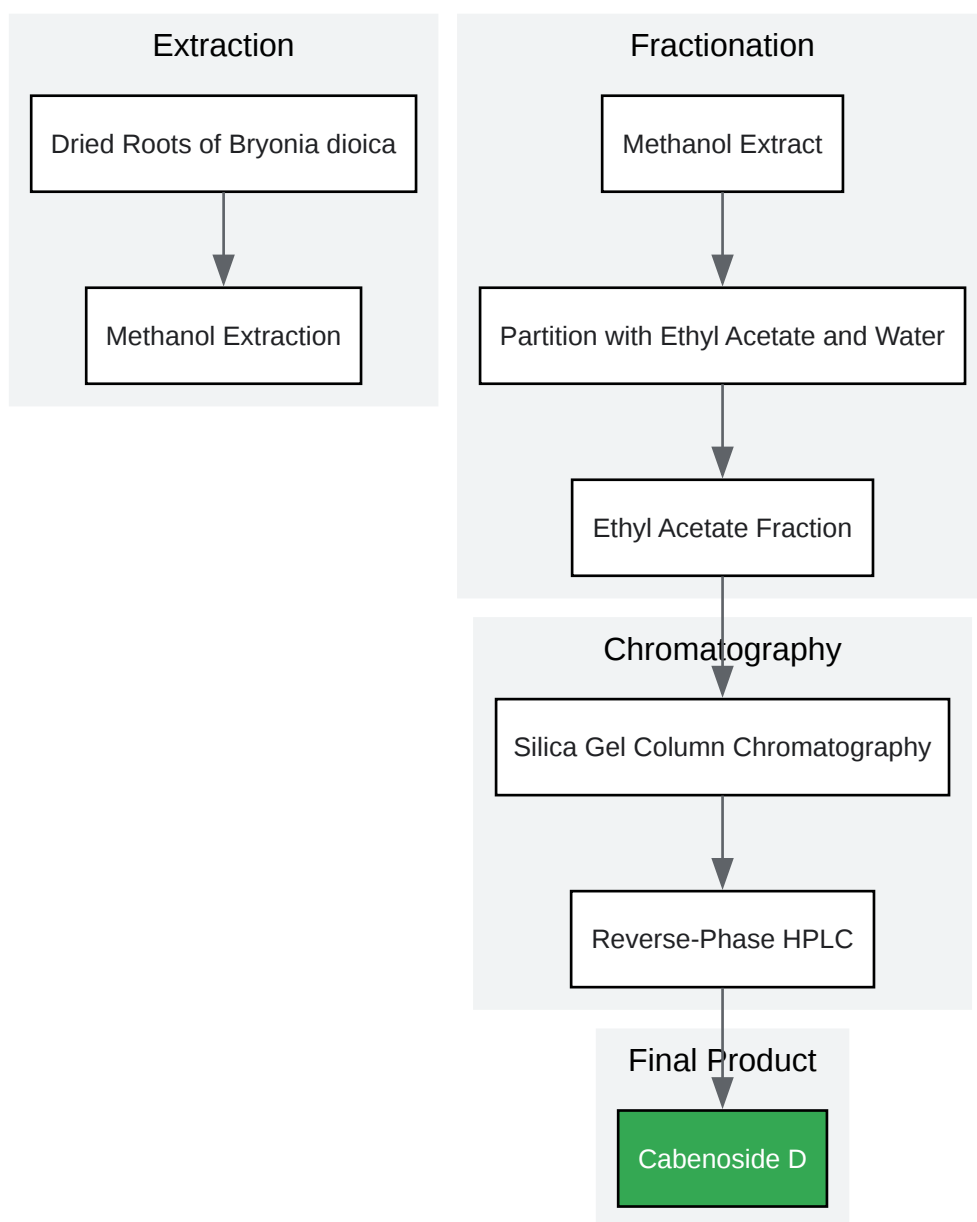 Extraction
Dried Roots of Bryonia dioica
Methanol Extraction
Fractionation
Methanol Extract
Partition with Ethyl Acetate and Water
Ethyl Acetate Fraction
Chromatography
Silica Gel Column Chromatography
Reverse-Phase HPLC
Final Product
Cabenoside D